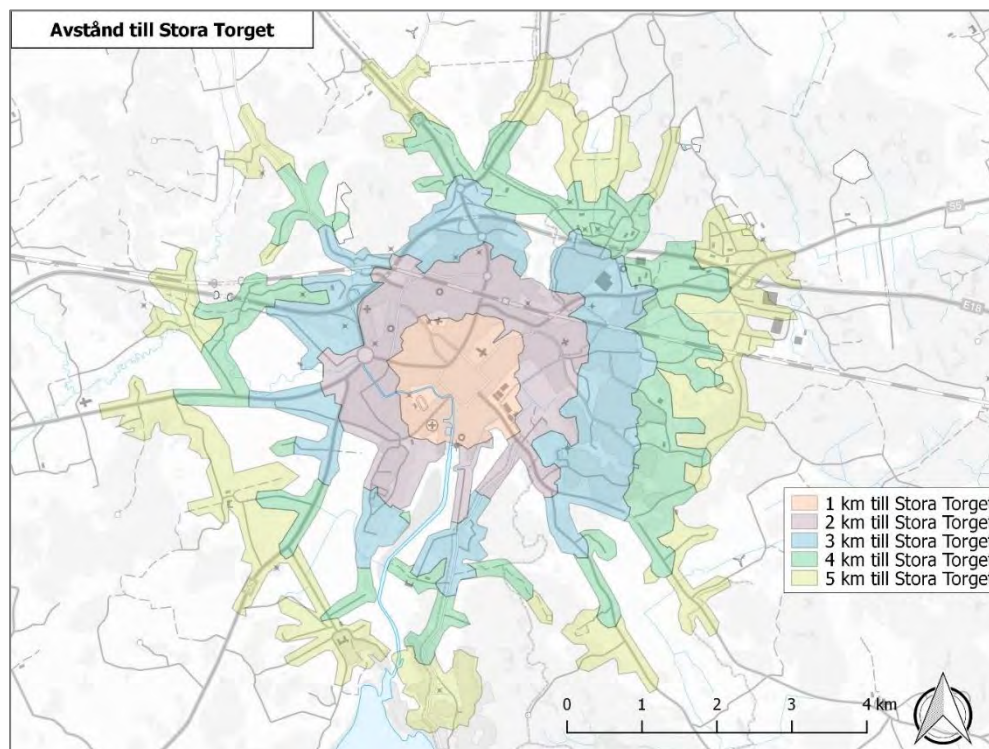 Avstånd till Stora Torget
55
E18
1 km till Stora Torget
2 km till Stora Torget
3 km till Stora Torget
4 km till Stora Torget
5 km till Stora Torget
0 1 2 3 4 km